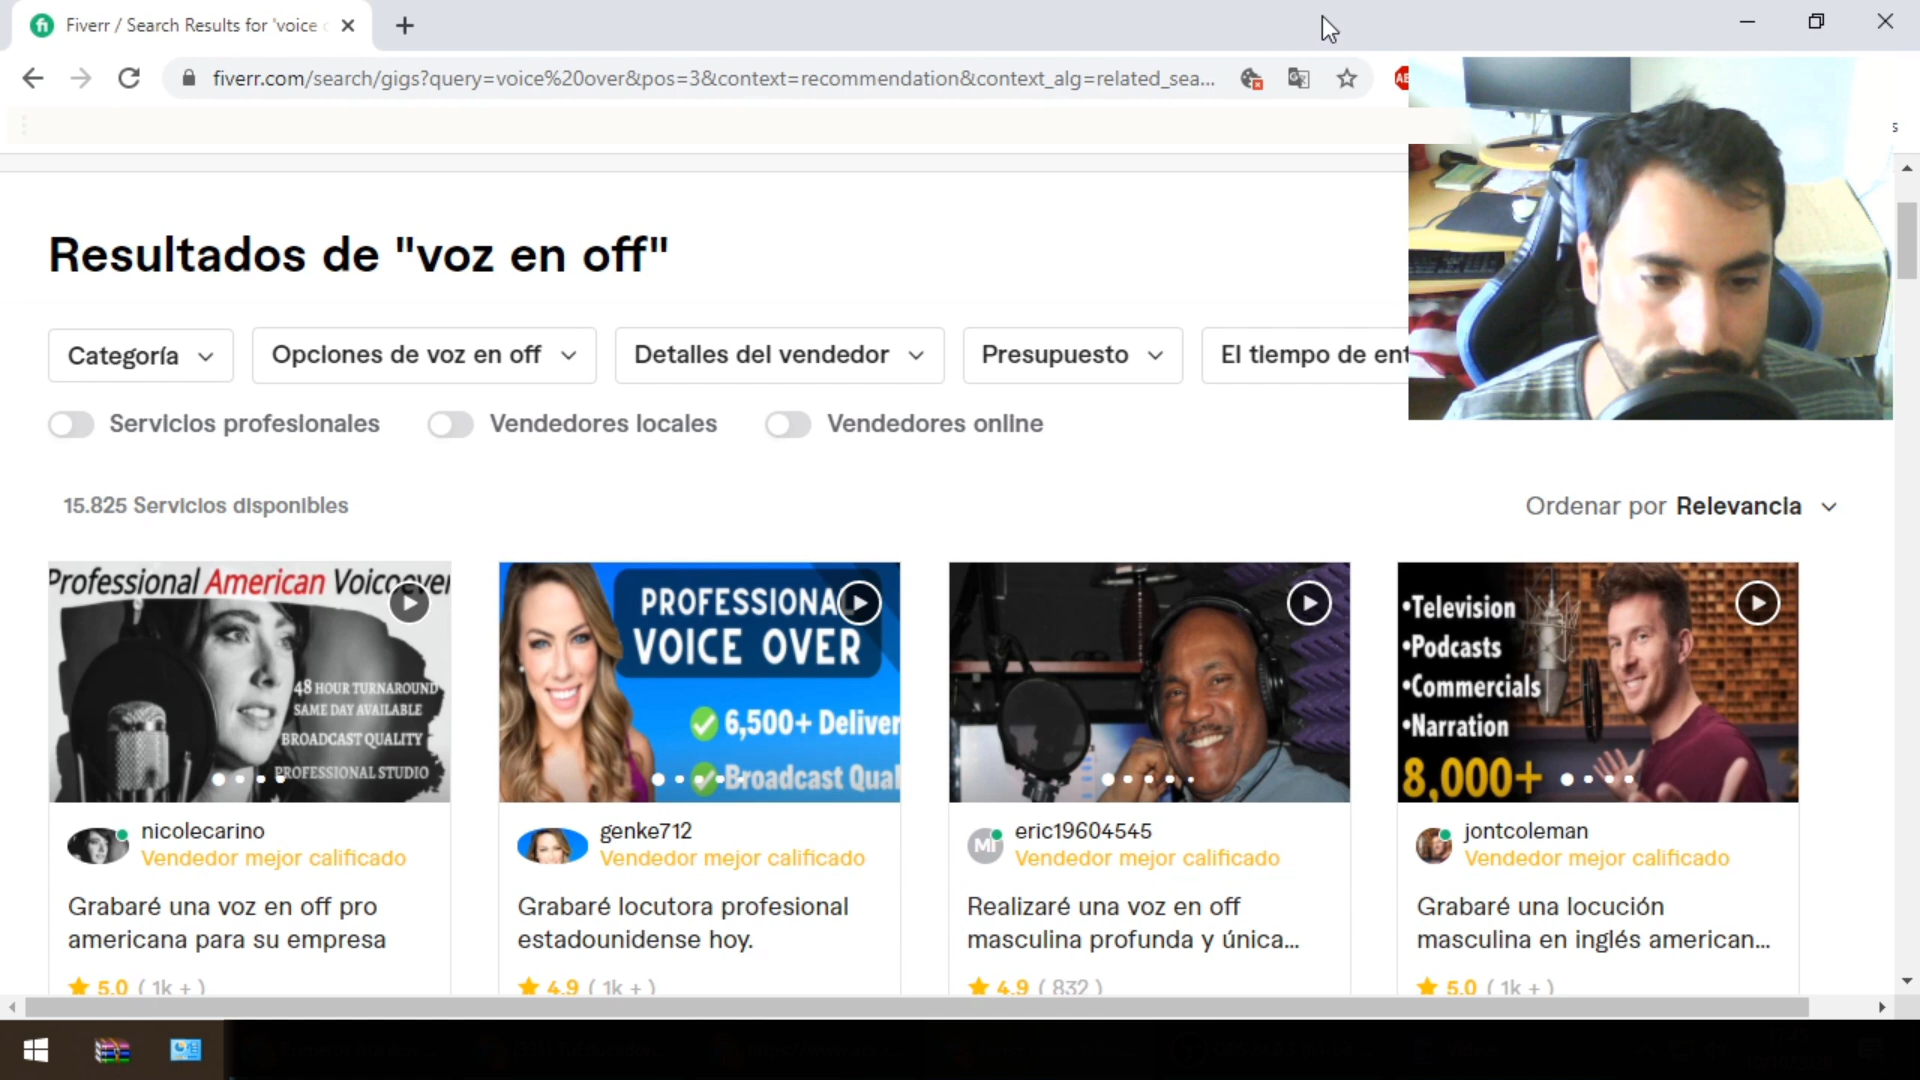 Fiverr / Search Results for 'voice
fiverr.com/search/gigs?query=voice%20over&pos=3&context=recommendation&context_alg=related_sea...
Resultados de "voz en off"
Categoría
Opciones de voz en off
Detalles del vendedor
Presupuesto
El tiempo de ent
Servicios profesionales
Vendedores locales
Vendedores online
15.825 Servicios disponibles
Ordenar por Relevancia
Professional American Voiceover
48 HOUR TURNAROUND
SAME DAY AVAILABLE
BROADCAST QUALITY
PROFESSIONAL STUDIO
PROFESSIONA
VOICE OVER
6,500+ Deliver
Broadcast Qual
•Television
•Podcasts
•Commercials
•Narration
8,000+
nicolecarino
Vendedor mejor calificado
Grabaré una voz en off pro
americana para su empresa
5.0 ( 1k + )
genke712
Vendedor mejor calificado
Grabaré locutora profesional
estadounidense hoy.
4.9 ( 1k + )
eric19604545
Vendedor mejor calificado
Realizaré una voz en off
masculina profunda y única...
4.9 ( 832 )
jontcoleman
Vendedor mejor calificado
Grabaré una locución
masculina en inglés american...
5.0 ( 1k + )